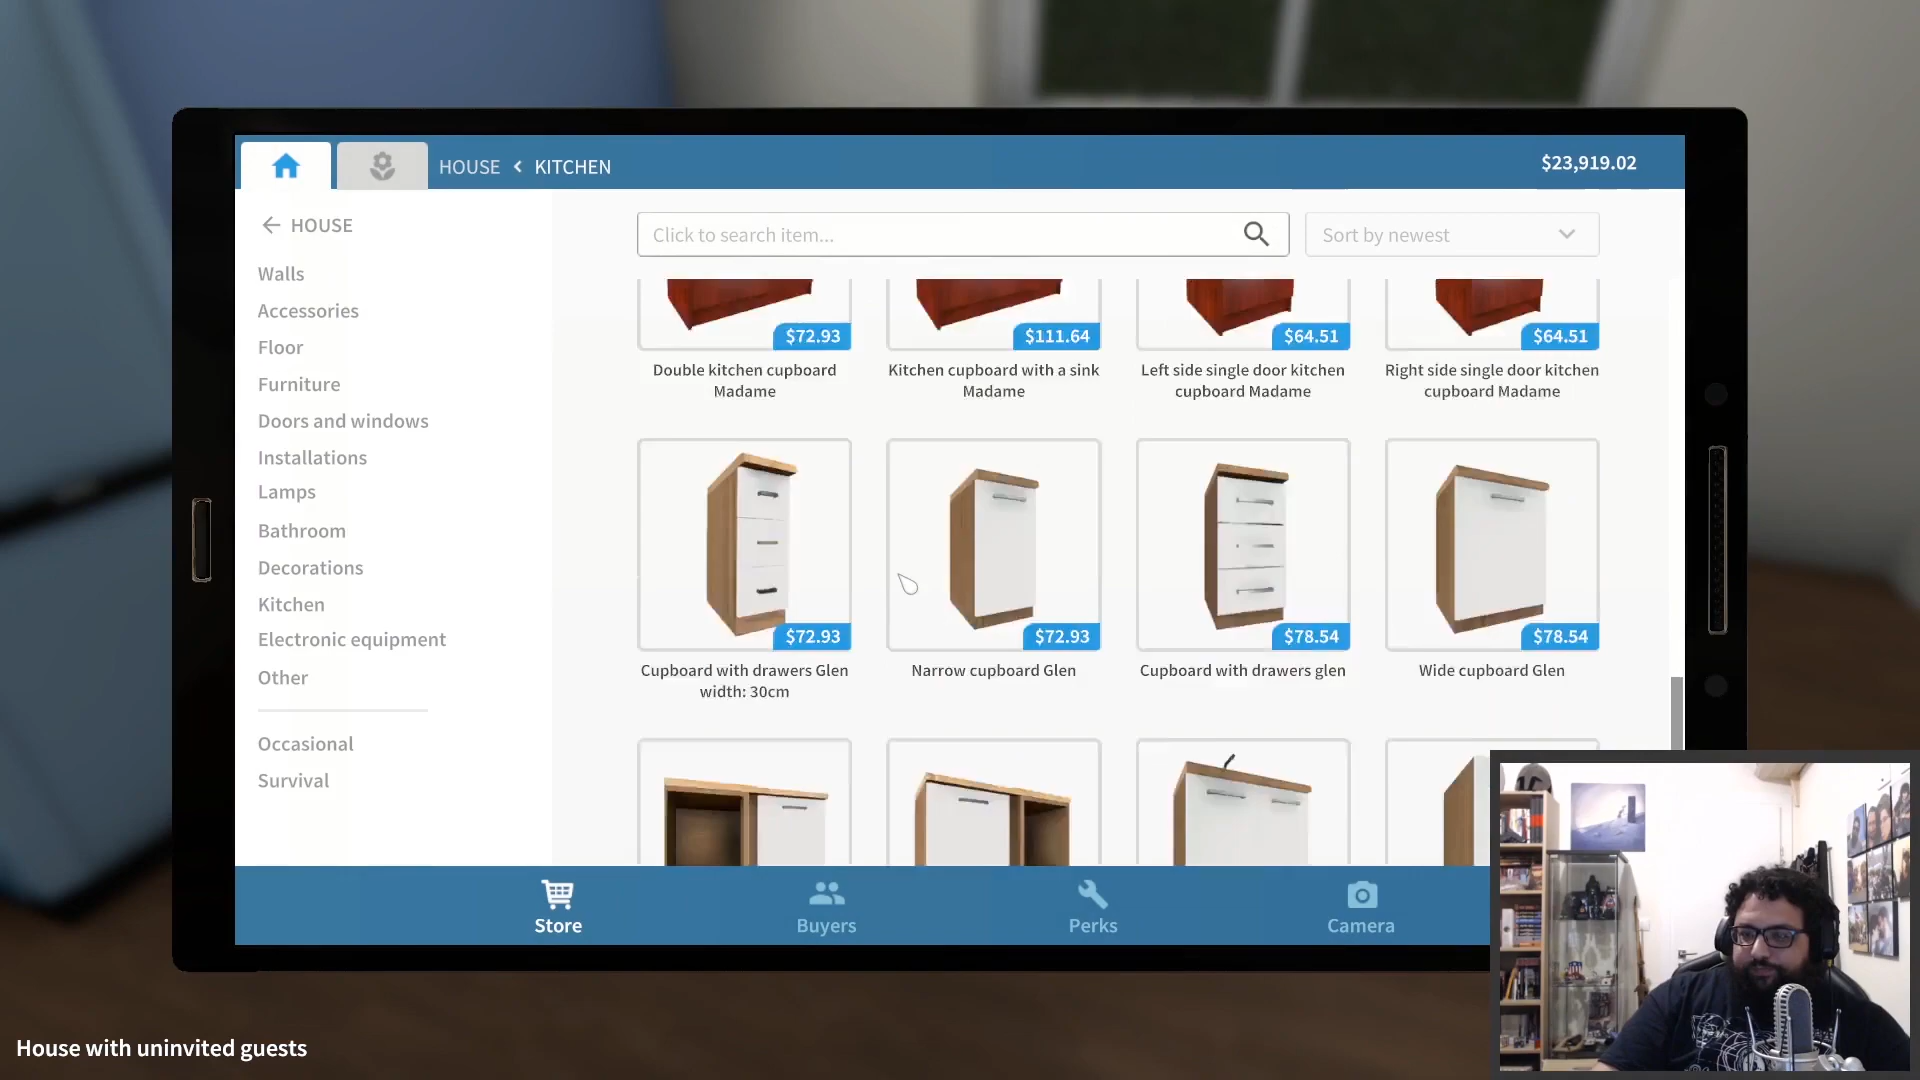 HOUSE < KITCHEN
$23,919.02
← HOUSE
Walls
Accessories
Floor
Furniture
Doors and windows
Installations
Lamps
Bathroom
Decorations
Kitchen
Electronic equipment
Other
Occasional
Survival
Click to search item...
Sort by newest
$72.93
$111.64
$64.51
$64.51
Double kitchen cupboard
Madame
Kitchen cupboard with a sink
Madame
Left side single door kitchen
cupboard Madame
Right side single door kitchen
cupboard Madame
$72.93
$72.93
$78.54
$78.54
Cupboard with drawers Glen
width: 30cm
Narrow cupboard Glen
Cupboard with drawers glen
Wide cupboard Glen
Store
Buyers
Perks
Camera
House with uninvited guests